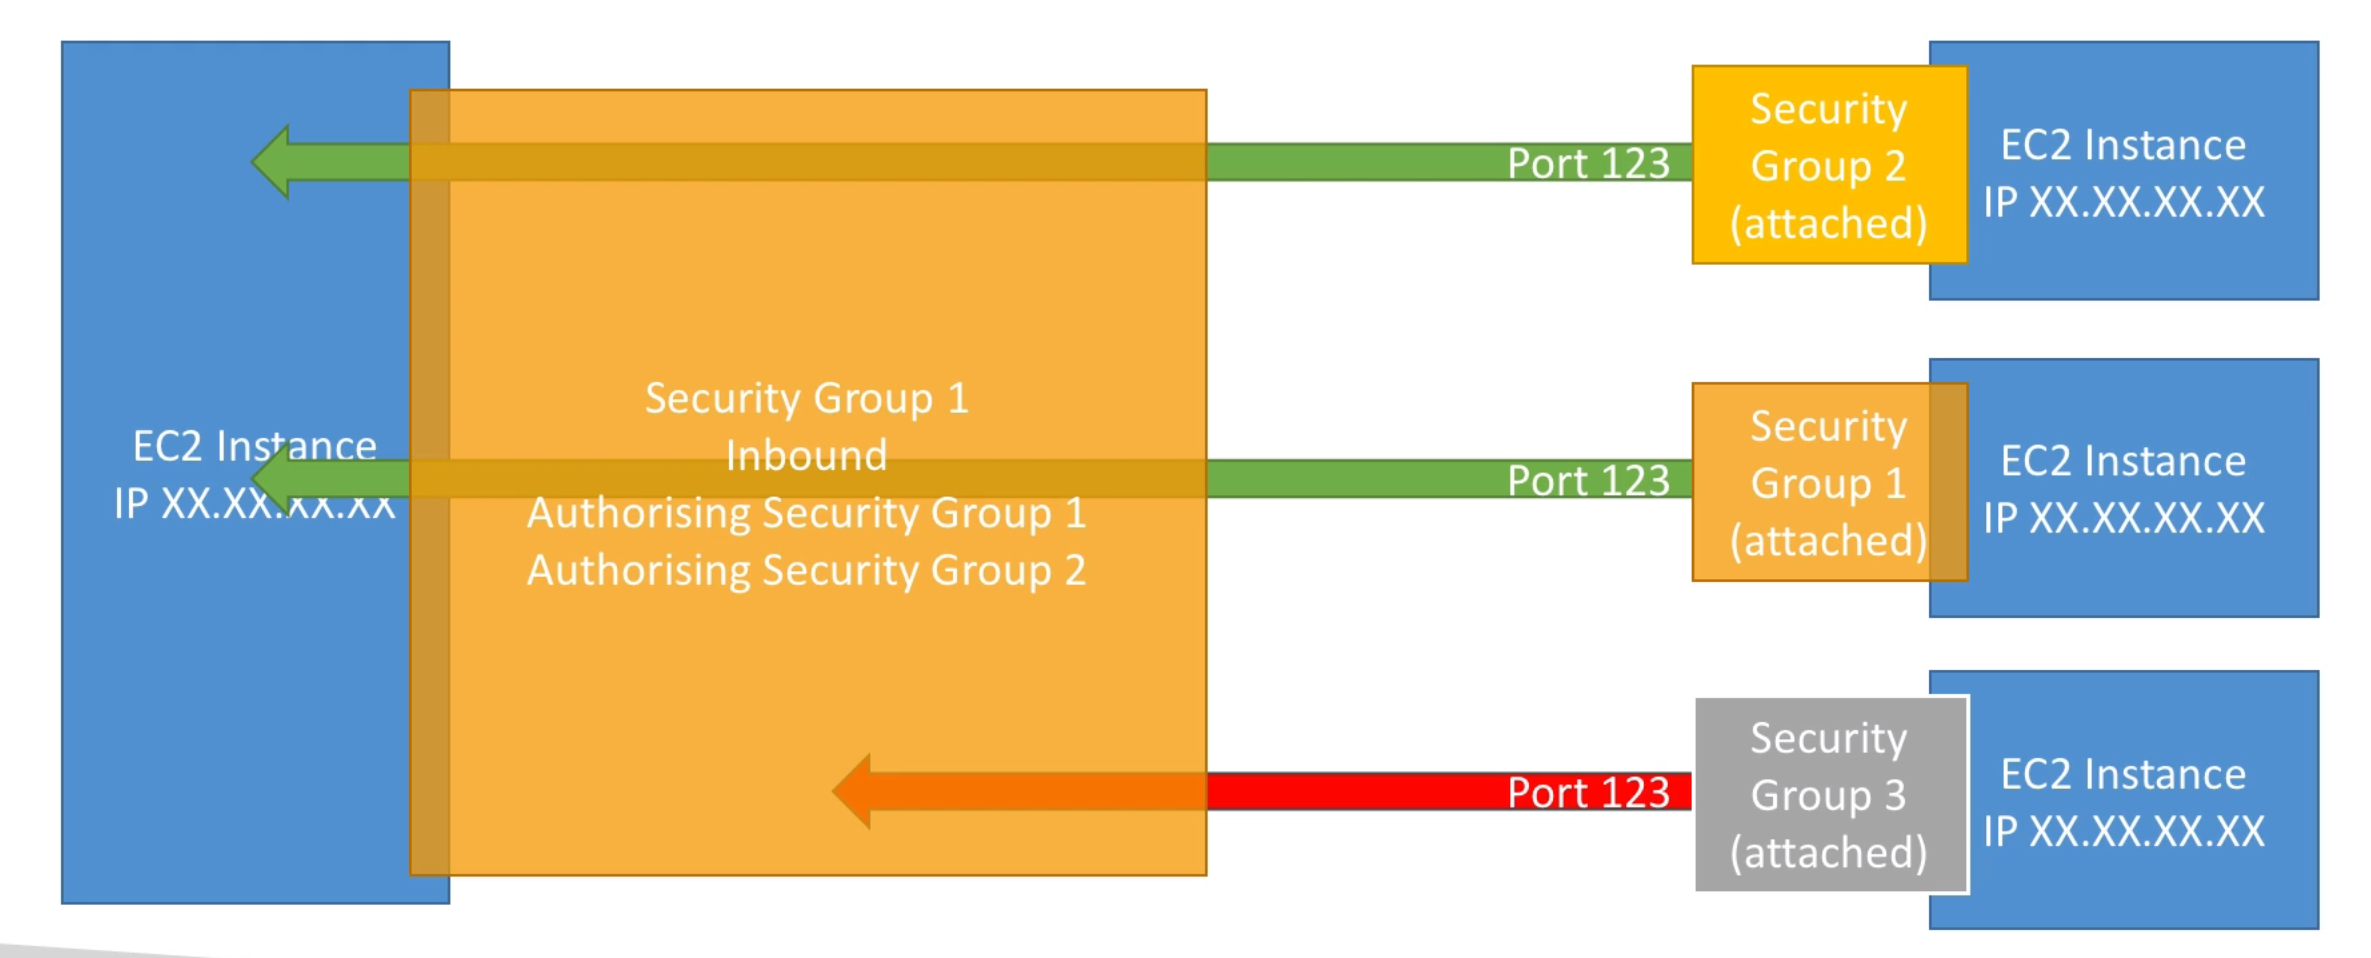 EC2 Instance
IP XX.XX.XX.XX
Security Group 1
Inbound
Authorising Security Group 1
Authorising Security Group 2
Port 123
Security
Group 2
(attached)
EC2 Instance
IP XX.XX.XX.XX
Port 123
Security
Group 1
(attached)
EC2 Instance
IP XX.XX.XX.XX
Port 123
Security
Group 3
(attached)
EC2 Instance
IP XX.XX.XX.XX